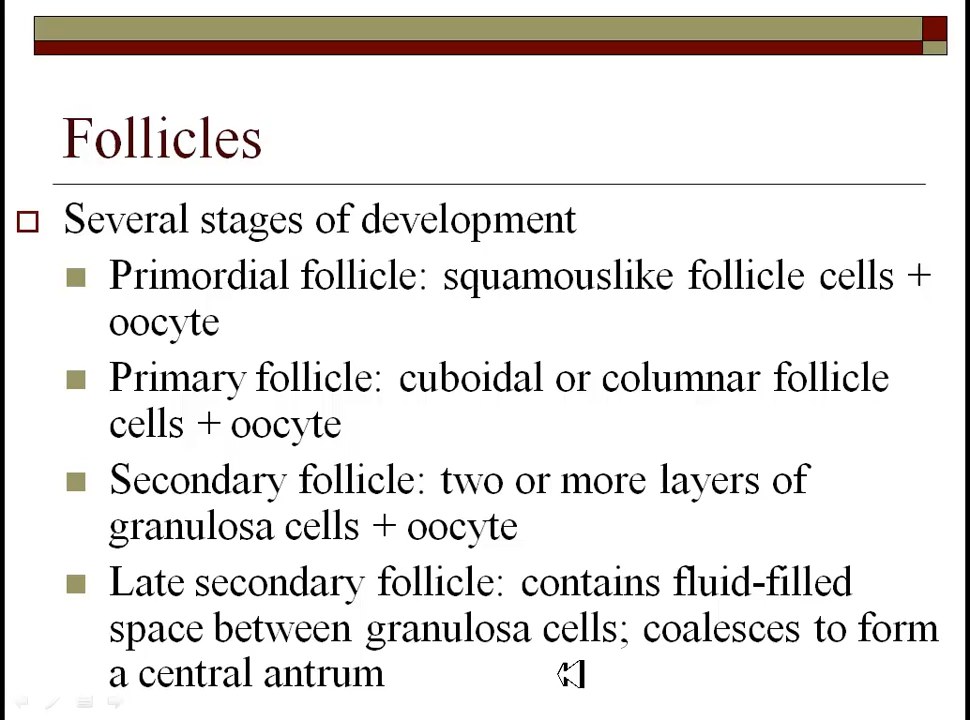 Follicles
Several stages of development
Primordial follicle: squamouslike follicle cells +
oocyte
Primary follicle: cuboidal or columnar follicle
cells + oocyte
Secondary follicle: two or more layers of
granulosa cells + oocyte
Late secondary follicle: contains fluid-filled
space between granulosa cells; coalesces to form
a central antrum